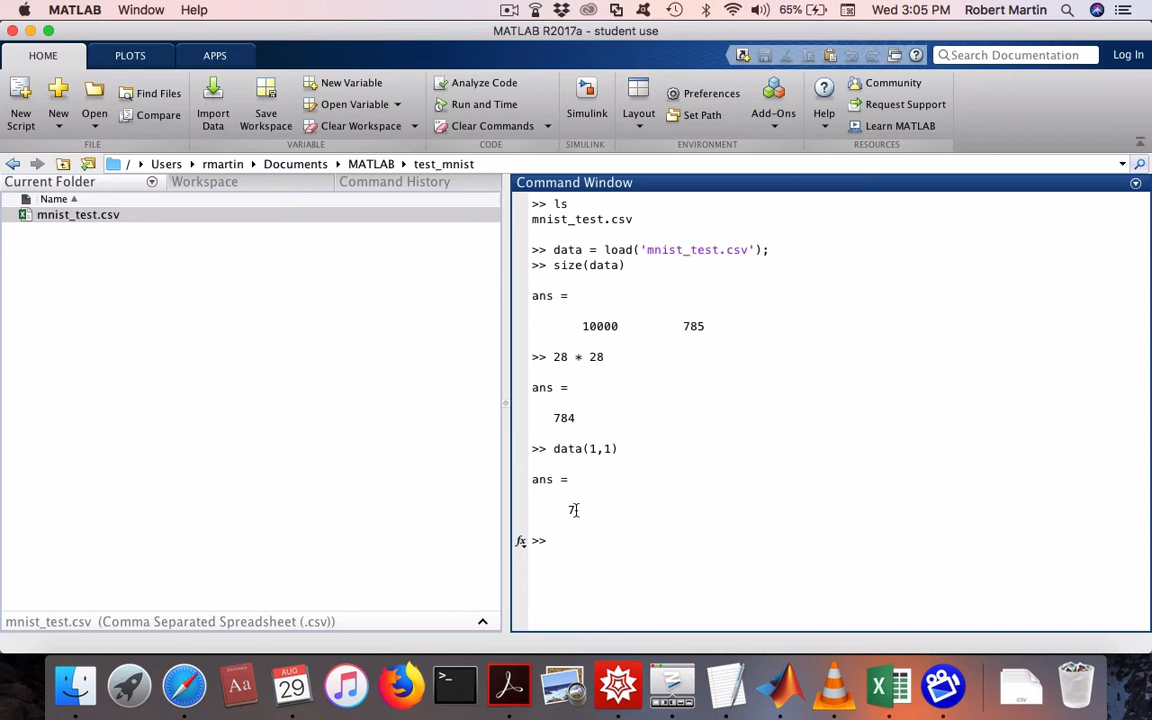 MATLAB Window Help 65% Wed 3:05 PM Robert Martin
MATLAB R2017a - student use
HOME PLOTS APPS Search Documentation Log In
New Script New Open Find Files Compare Import Data Save Workspace New Variable Open Variable Clear Workspace Analyze Code Run and Time Clear Commands Simulink Layout Preferences Set Path Add-Ons Help Community Request Support Learn MATLAB
FILE VARIABLE CODE SIMULINK ENVIRONMENT RESOURCES
/ Users rmartin Documents MATLAB test_mnist
Current Folder Workspace Command History
Name
mnist_test.csv
mnist_test.csv (Comma Separated Spreadsheet (.csv))
Command Window
>> ls
mnist_test.csv
>> data = load('mnist_test.csv');
>> size(data)
ans =
10000 785
>> 28 * 28
ans =
784
>> data(1,1)
ans =
7
fx >>
Aa
AUG
29
>_
CSV